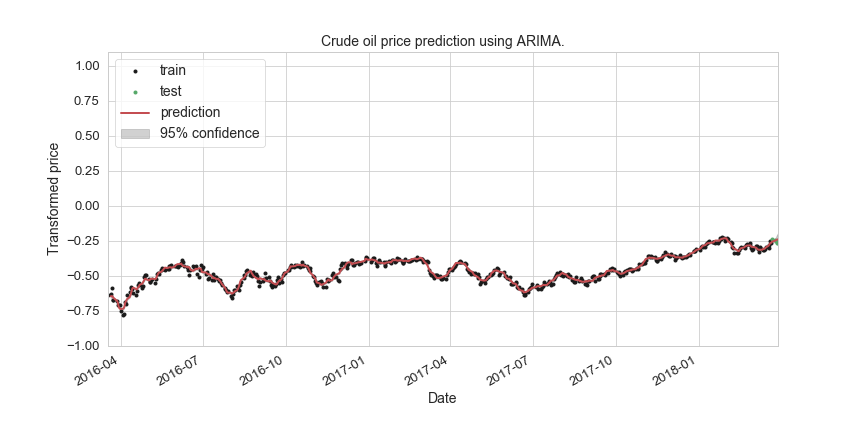 Crude oil price prediction using ARIMA.
1.00
0.75
0.50
0.25
0.00
−0.25
−0.50
−0.75
−1.00
Transformed price
train
test
prediction
95% confidence
2016-04
2016-07
2016-10
2017-01
2017-04
2017-07
2017-10
2018-01
Date